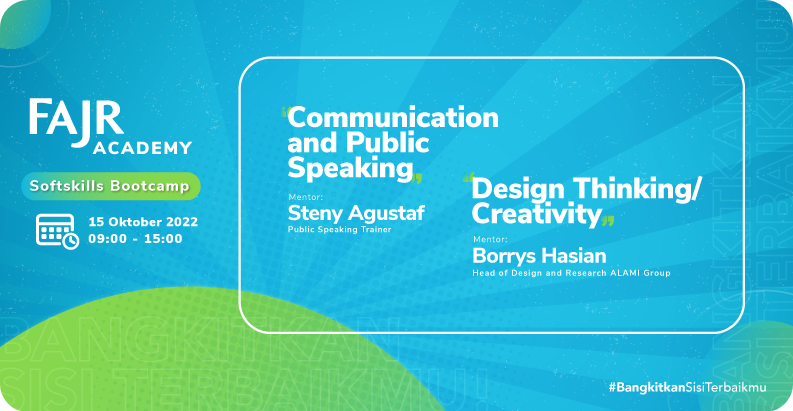 FAJR
ACADEMY
Softskills Bootcamp
15 Oktober 2022
09:00 - 15:00
“Communication
and Public
Speaking„
Mentor:
Steny Agustaf
Public Speaking Trainer
“Design Thinking/
Creativity„
Mentor:
Borrys Hasian
Head of Design and Research ALAMI Group
BANGKITKAN
SISI TERBAIKMU!
BANGKITKAN
SISI TERBAIKMU!
#BangkitkanSisiTerbaikmu